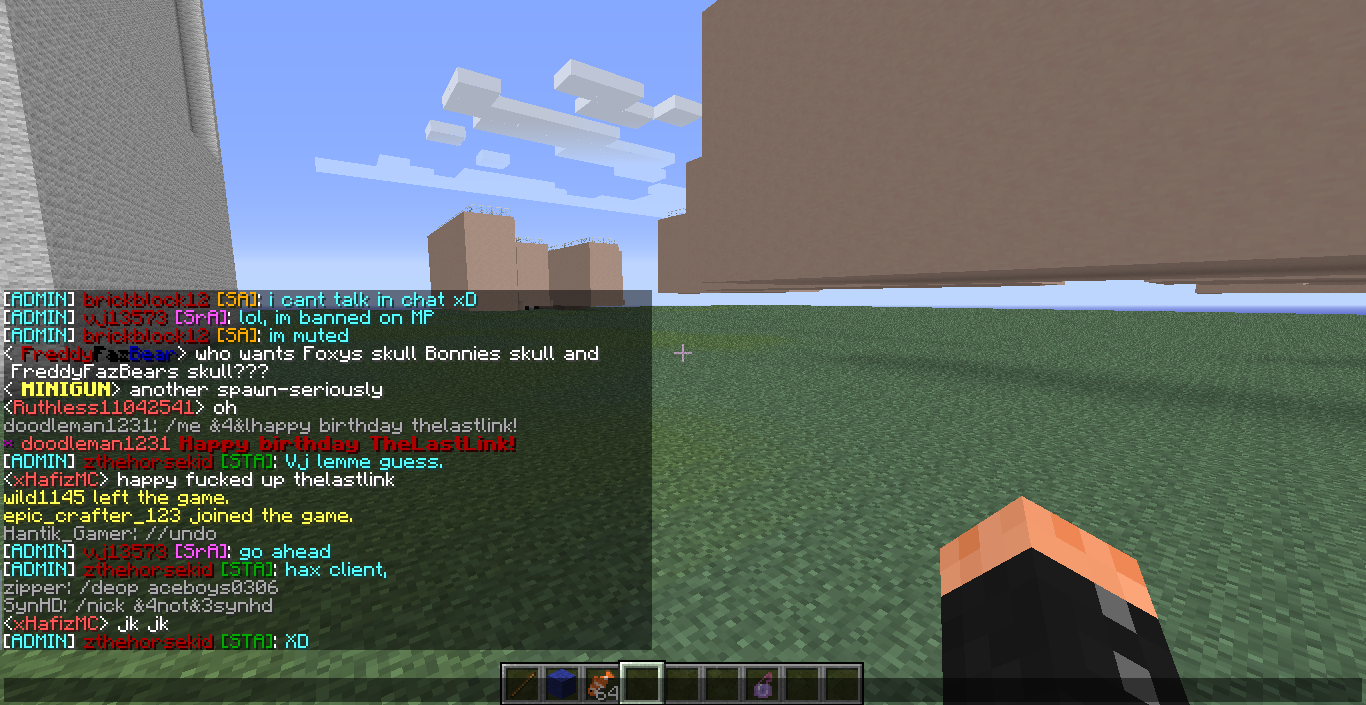 [ADMIN] brickblock12 [SA]: i cant talk in chat xD
[ADMIN] vj13573 [SrA]: lol, im banned on MP
[ADMIN] brickblock12 [SA]: im muted
< FreddyFazBear> who wants Foxys skull Bonnies skull and
FreddyFazBears skull???
< MINIGUN> another spawn-seriously
<Ruthless11042541> oh
doodleman1231: /me &4&lhappy birthday thelastlink!
* doodleman1231 Happy birthday TheLastLink!
[ADMIN] zthehorsekid [STA]: Vj lemme guess.
<xHafizMC> happy fucked up thelastlink
wild1145 left the game.
epic_crafter_123 joined the game.
Hantik_Gamer: //undo
[ADMIN] vj13573 [SrA]: go ahead
[ADMIN] zthehorsekid [STA]: hax client,
zipper: /deop aceboys0306
SynHD: /nick &4not&3synhd
<xHafizMC> jk jk
[ADMIN] zthehorsekid [STA]: XD
64